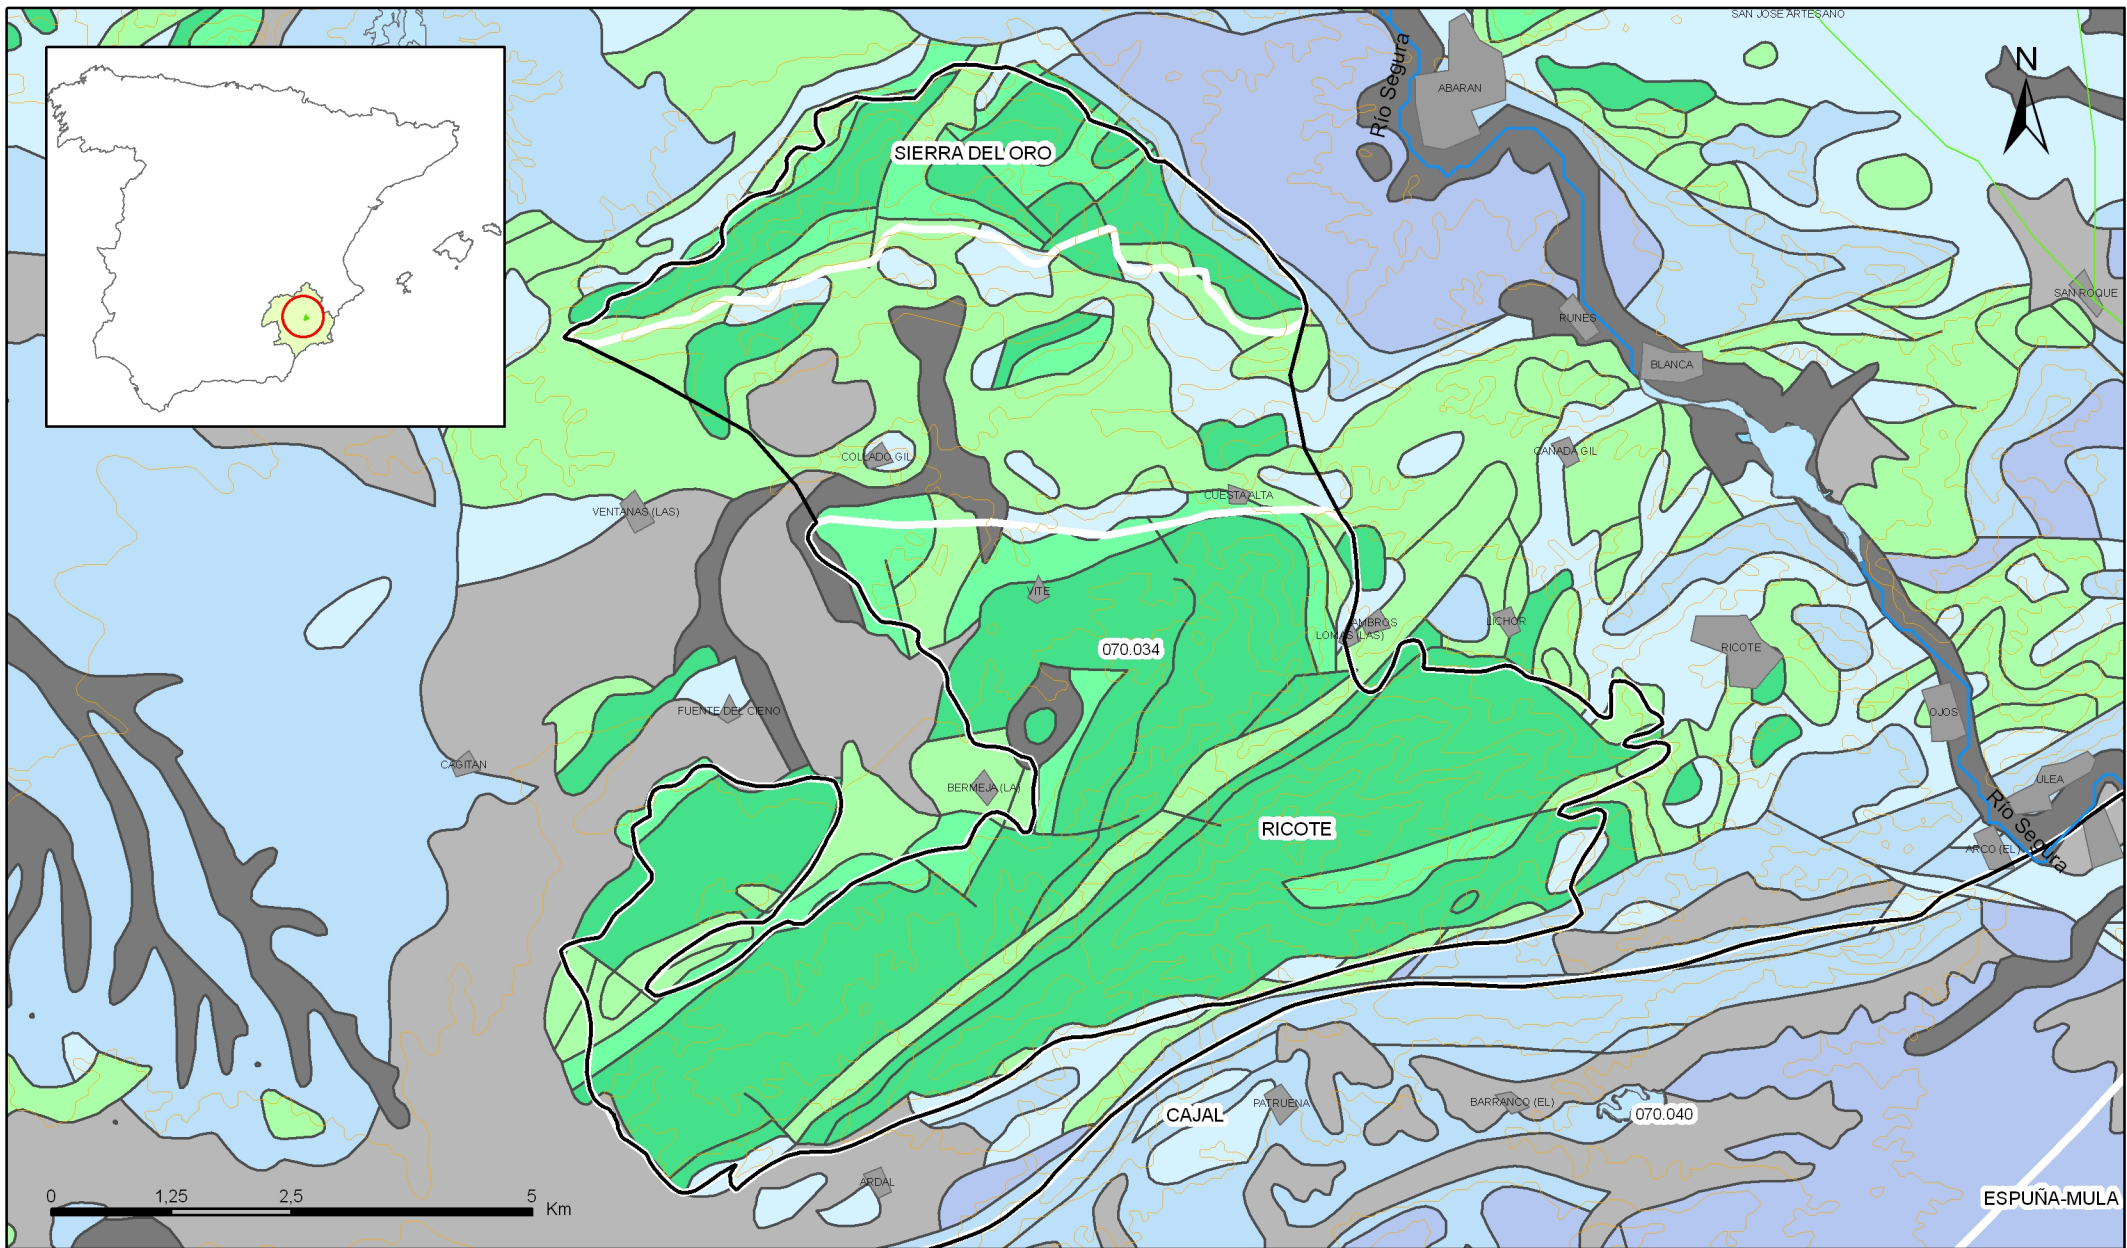 SAN JOSE ARTESANO
Río Segura
N
ABARAN
SIERRA DEL ORO
SAN ROQUE
RUNES
BLANCA
COLLADO GIL
CAÑADA GIL
CUESTA ALTA
VENTANAS (LAS)
VITE
AMBROS
LOMAS (LAS)
LICHOR
070.034
RICOTE
FUENTE DEL CIENO
OJOS
CAGITAN
BERMEJA (LA)
ULEA
RICOTE
Río Segura
ARCO (EL)
CAJAL
PATRUENA
BARRANCO (EL)
070.040
ARDAL
0 1,25 2,5 5
Km
ESPUÑA-MULA